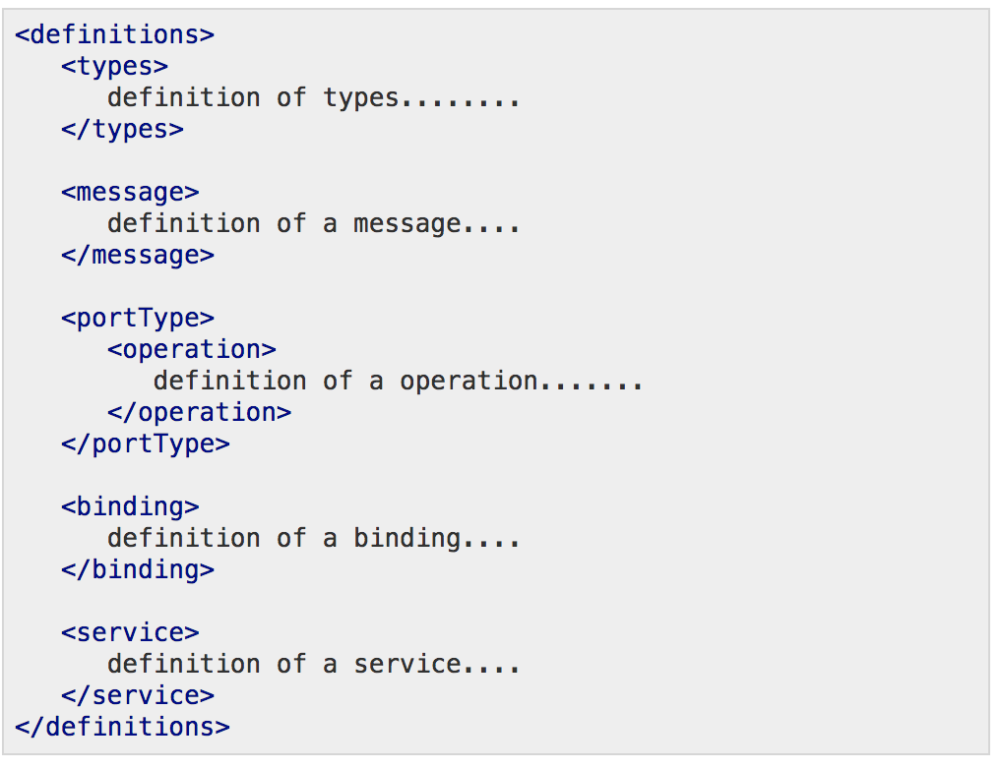 <definitions>
   <types>
      definition of types........
   </types>

   <message>
      definition of a message....
   </message>

   <portType>
      <operation>
         definition of a operation.......
      </operation>
   </portType>

   <binding>
      definition of a binding....
   </binding>

   <service>
      definition of a service....
   </service>
</definitions>